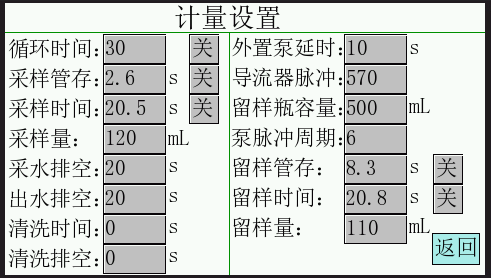 计量设置
循环时间: 30 关
采样管存: 2.6 s 关
采样时间: 20.5 s 关
采样量: 120 mL
采水排空: 20 s
出水排空: 20 s
清洗时间: 0 s
清洗排空: 0 s
外置泵延时: 10 s
导流器脉冲: 570
留样瓶容量: 500 mL
泵脉冲周期: 6
留样管存: 8.3 s 关
留样时间: 20.8 s 关
留样量: 110 mL
返回